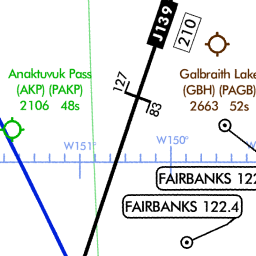 J139
210
Anaktuvuk Pass
(AKP) (PAKP)
2106 48s
Galbraith Lake
(GBH) (PAGB)
2663 52s
127
83
W151°
W150°
FAIRBANKS 122
FAIRBANKS 122.4